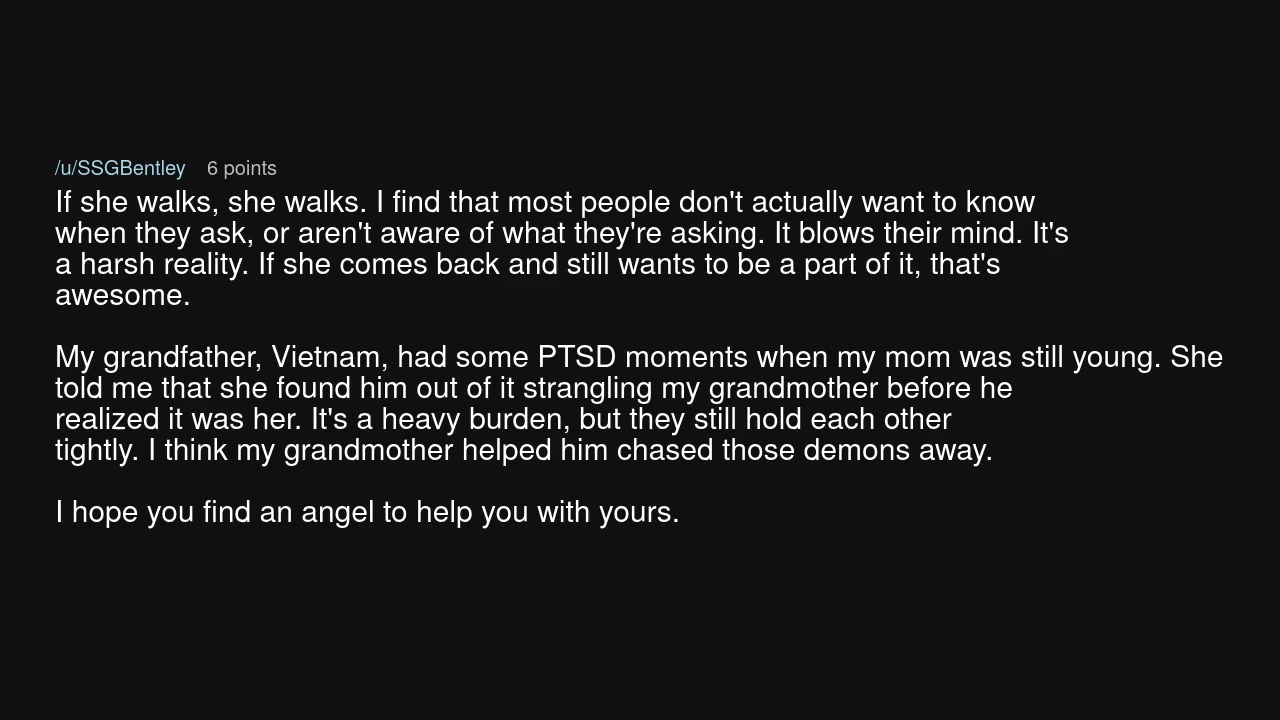 /u/SSGBentley 6 points
If she walks, she walks. I find that most people don't actually want to know
when they ask, or aren't aware of what they're asking. It blows their mind. It's
a harsh reality. If she comes back and still wants to be a part of it, that's
awesome.
My grandfather, Vietnam, had some PTSD moments when my mom was still young. She
told me that she found him out of it strangling my grandmother before he
realized it was her. It's a heavy burden, but they still hold each other
tightly. I think my grandmother helped him chased those demons away.
I hope you find an angel to help you with yours.